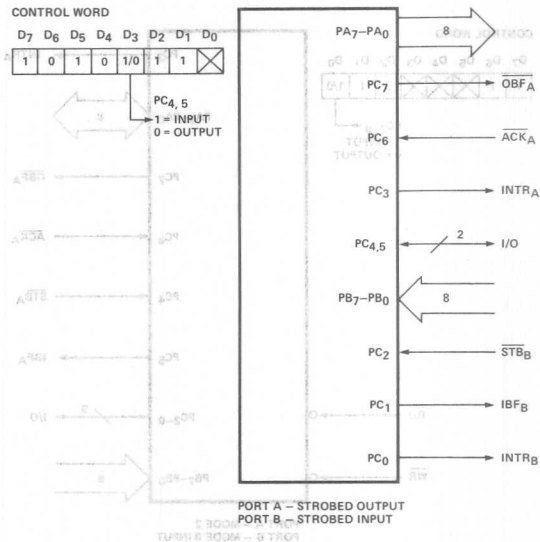 CONTROL WORD
D7 D6 D5 D4 D3 D2 D1 D0
1 0 1 0 1/0 1 1
PC4, 5
1 = INPUT
0 = OUTPUT
PA7–PA0 8
PC7 OBFA
PC6 ACKA
PC3 INTRA
PC4,5 2 I/O
PB7–PB0 8
PC2 STBB
PC1 IBFB
PC0 INTRB
PORT A – STROBED OUTPUT
PORT B – STROBED INPUT